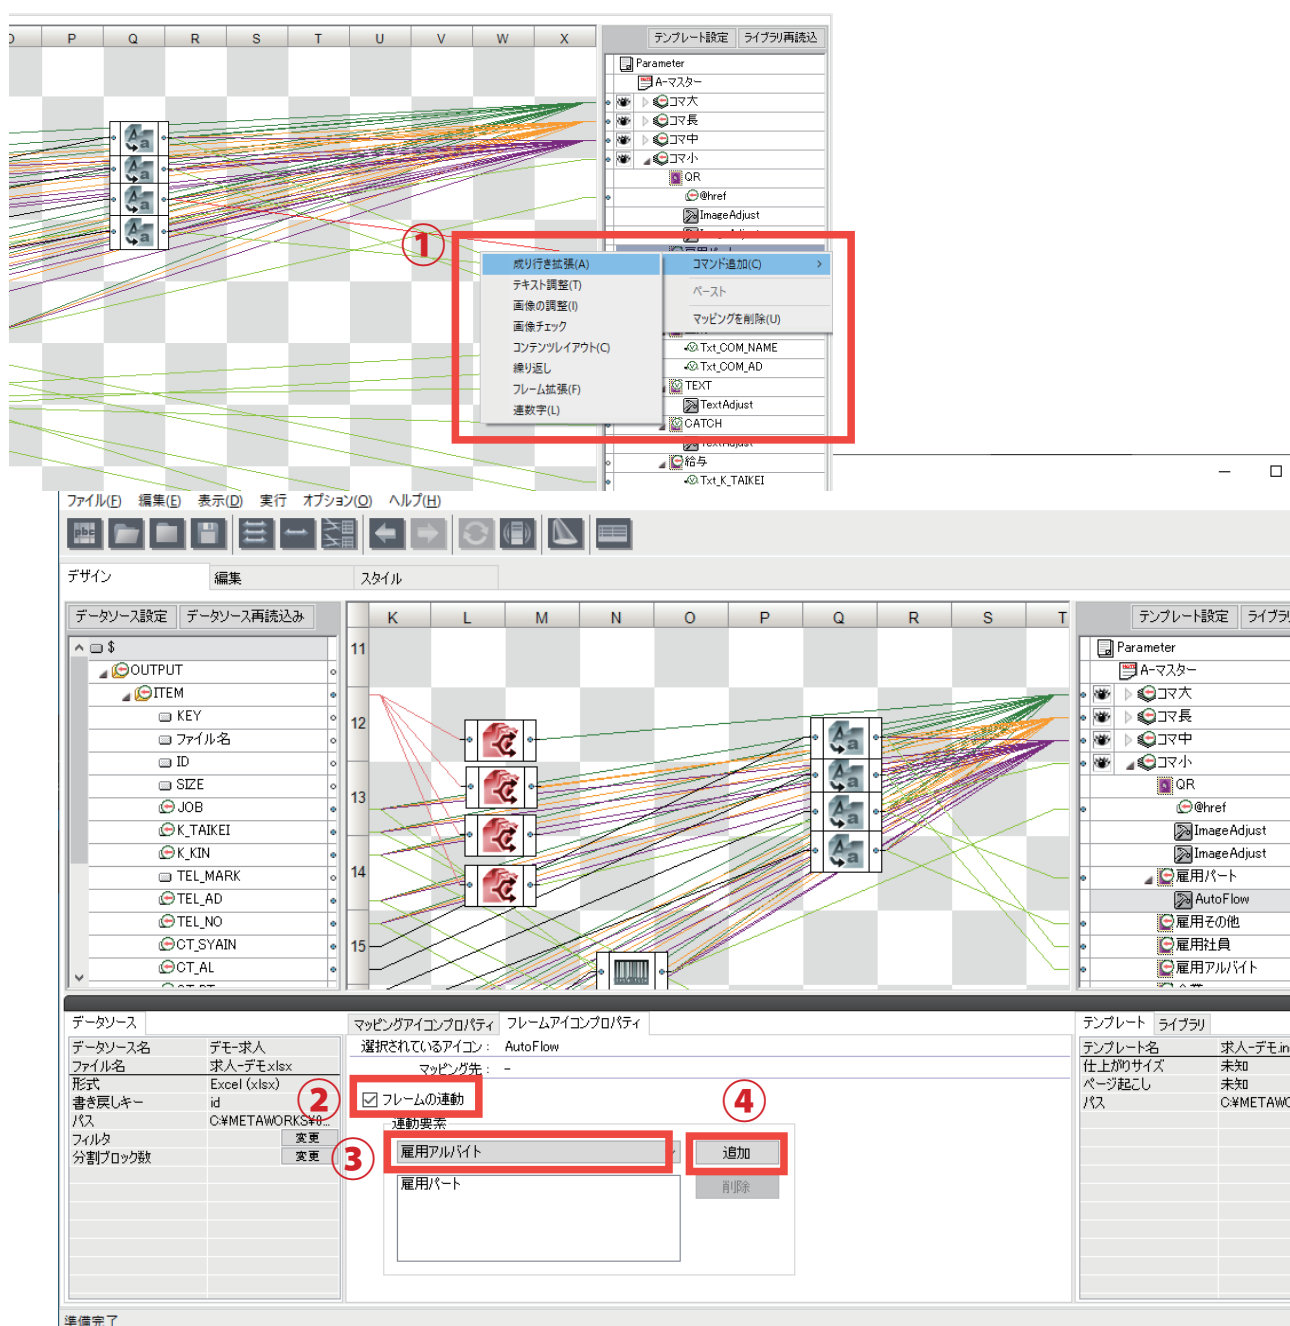 P Q R S T U V W X
テンプレート設定 ライブラリ再読込
Parameter
A-マスター
コマ大
コマ長
コマ中
コマ小
QR
@href
ImageAdjust
①
成り行き拡張(A)
テキスト調整(T)
画像の調整(I)
画像チェック
コンテンツレイアウト(C)
繰り返し
フレーム拡張(F)
連数字(L)
コマンド追加(C)
ペースト
マッピングを削除(U)
Txt_COM_NAME
Txt_COM_AD
TEXT
TextAdjust
CATCH
TextAdjust
給与
Txt_K_TAIKEI
ファイル(F) 編集(E) 表示(D) 実行 オプション(O) ヘルプ(H)
pbc
デザイン 編集 スタイル
データソース設定 データソース再読込み
$
OUTPUT
ITEM
KEY
ファイル名
ID
SIZE
JOB
K_TAIKEI
K_KIN
TEL_MARK
TEL_AD
TEL_NO
CT_SYAIN
CT_AL
K L M N O P Q R S T
11
12
13
14
15
テンプレート設定 ライブラ
Parameter
A-マスター
コマ大
コマ長
コマ中
コマ小
QR
@href
ImageAdjust
ImageAdjust
雇用パート
AutoFlow
雇用その他
雇用社員
雇用アルバイト
データソース
データソース名 デモ-求人
ファイル名 求人-デモ.xlsx
形式 Excel (xlsx)
書き戻しキー id
パス C:¥METAWORKS¥0...
フィルタ 変更
分割ブロック数 変更
マッピングアイコンプロパティ フレームアイコンプロパティ
選択されているアイコン : AutoFlow
マッピング先 : -
②
フレームの連動
連動要素
③
雇用アルバイト
④
追加
雇用パート
削除
テンプレート ライブラリ
テンプレート名 求人-デモ.in
仕上がりサイズ 未知
ページ起こし 未知
パス C:¥METAWO
準備完了